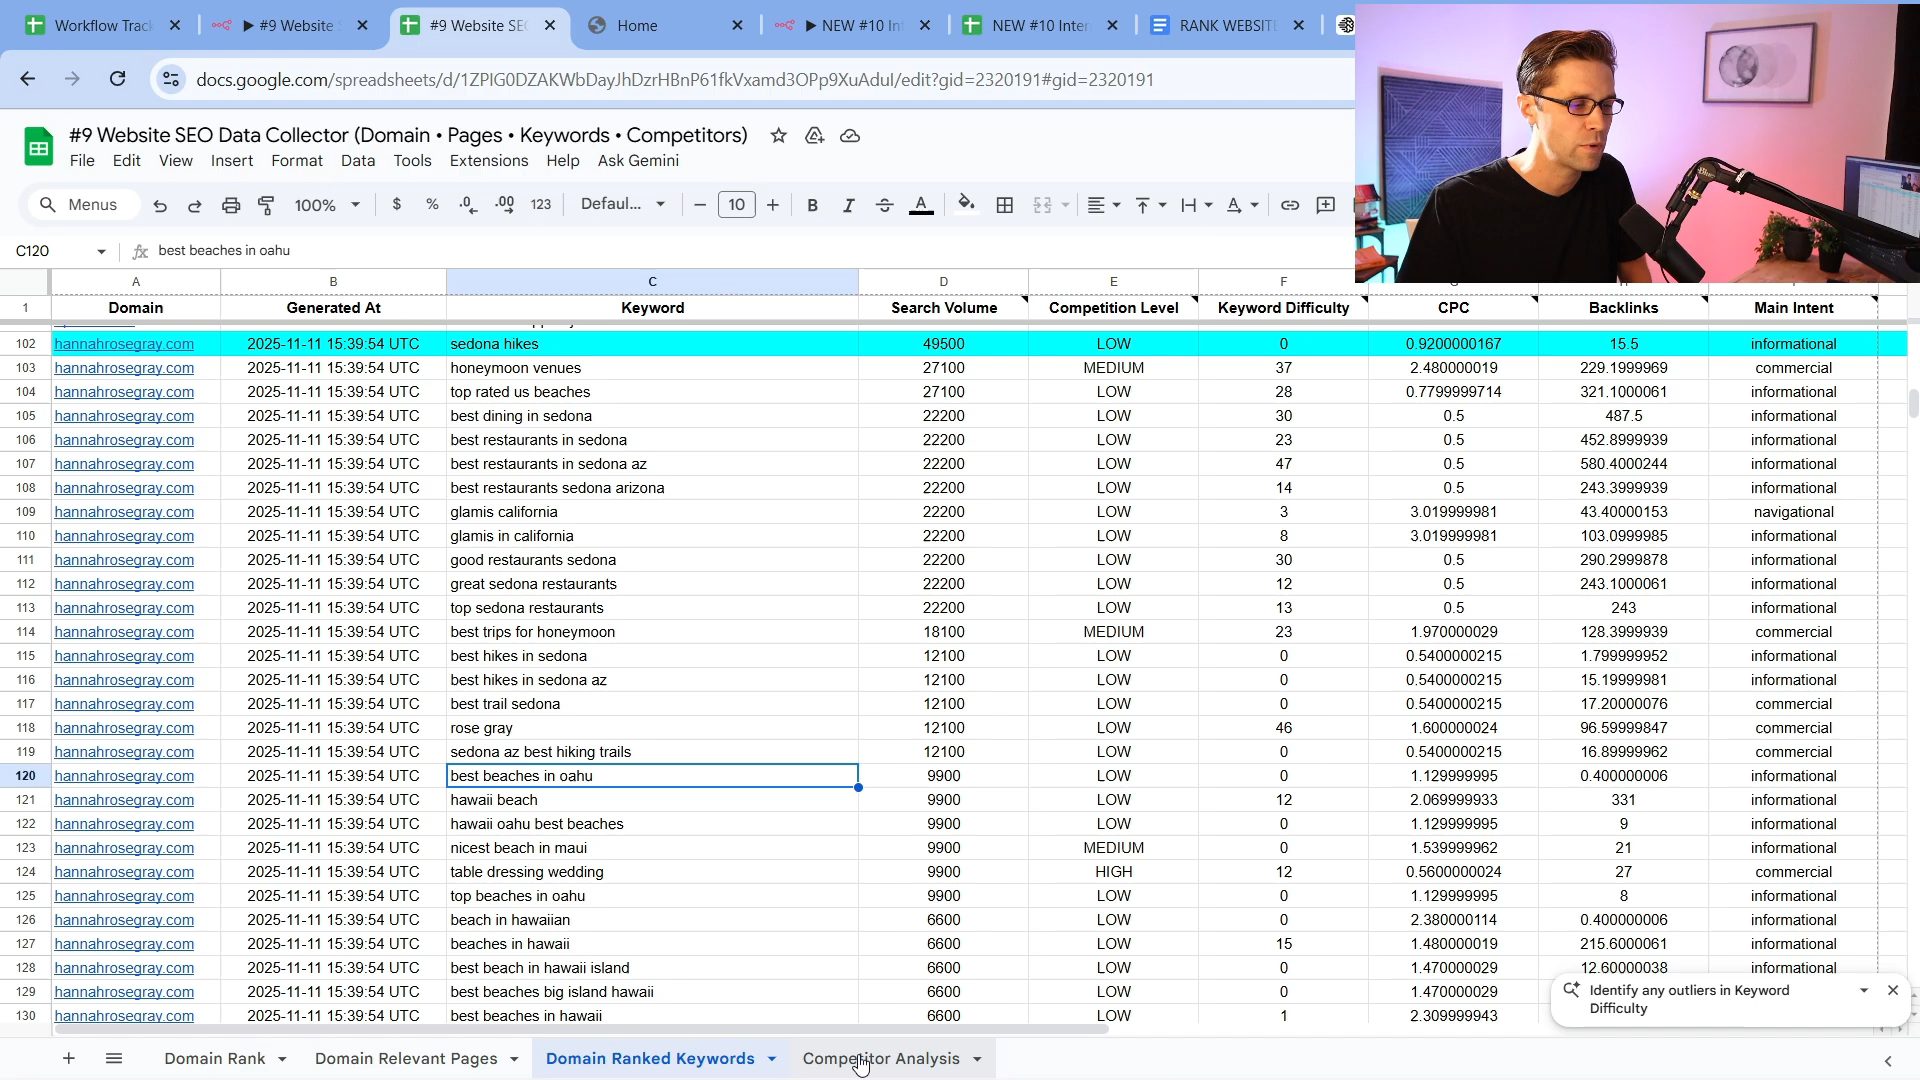 Workflow Track
▶ #9 Website S
#9 Website SEO
Home
▶ NEW #10 Int
NEW #10 Intern
RANK WEBSITE
docs.google.com/spreadsheets/d/1ZPIG0DZAKWbDayJhDzrHBnP61fkVxamd3OPp9XuAduI/edit?gid=2320191#gid=2320191
#9 Website SEO Data Collector (Domain • Pages • Keywords • Competitors)
File Edit View Insert Format Data Tools Extensions Help Ask Gemini
Menus 100% $ % .0 .00 123 Defaul... 10 B I A
C120 fx best beaches in oahu
A B C D E F
1 Domain Generated At Keyword Search Volume Competition Level Keyword Difficulty CPC Backlinks Main Intent
102 hannahrosegray.com 2025-11-11 15:39:54 UTC sedona hikes 49500 LOW 0 0.9200000167 15.5 informational
103 hannahrosegray.com 2025-11-11 15:39:54 UTC honeymoon venues 27100 MEDIUM 37 2.480000019 229.1999969 commercial
104 hannahrosegray.com 2025-11-11 15:39:54 UTC top rated us beaches 27100 LOW 28 0.7799999714 321.1000061 informational
105 hannahrosegray.com 2025-11-11 15:39:54 UTC best dining in sedona 22200 LOW 30 0.5 487.5 informational
106 hannahrosegray.com 2025-11-11 15:39:54 UTC best restaurants in sedona 22200 LOW 23 0.5 452.8999939 informational
107 hannahrosegray.com 2025-11-11 15:39:54 UTC best restaurants in sedona az 22200 LOW 47 0.5 580.4000244 informational
108 hannahrosegray.com 2025-11-11 15:39:54 UTC best restaurants sedona arizona 22200 LOW 14 0.5 243.3999939 informational
109 hannahrosegray.com 2025-11-11 15:39:54 UTC glamis california 22200 LOW 3 3.019999981 43.40000153 navigational
110 hannahrosegray.com 2025-11-11 15:39:54 UTC glamis in california 22200 LOW 8 3.019999981 103.0999985 informational
111 hannahrosegray.com 2025-11-11 15:39:54 UTC good restaurants sedona 22200 LOW 30 0.5 290.2999878 informational
112 hannahrosegray.com 2025-11-11 15:39:54 UTC great sedona restaurants 22200 LOW 12 0.5 243.1000061 informational
113 hannahrosegray.com 2025-11-11 15:39:54 UTC top sedona restaurants 22200 LOW 13 0.5 243 informational
114 hannahrosegray.com 2025-11-11 15:39:54 UTC best trips for honeymoon 18100 MEDIUM 23 1.970000029 128.3999939 commercial
115 hannahrosegray.com 2025-11-11 15:39:54 UTC best hikes in sedona 12100 LOW 0 0.5400000215 1.799999952 informational
116 hannahrosegray.com 2025-11-11 15:39:54 UTC best hikes in sedona az 12100 LOW 0 0.5400000215 15.19999981 informational
117 hannahrosegray.com 2025-11-11 15:39:54 UTC best trail sedona 12100 LOW 0 0.5400000215 17.20000076 commercial
118 hannahrosegray.com 2025-11-11 15:39:54 UTC rose gray 12100 LOW 46 1.600000024 96.59999847 commercial
119 hannahrosegray.com 2025-11-11 15:39:54 UTC sedona az best hiking trails 12100 LOW 0 0.5400000215 16.89999962 commercial
120 hannahrosegray.com 2025-11-11 15:39:54 UTC best beaches in oahu 9900 LOW 0 1.129999995 0.400000006 informational
121 hannahrosegray.com 2025-11-11 15:39:54 UTC hawaii beach 9900 LOW 12 2.069999933 331 informational
122 hannahrosegray.com 2025-11-11 15:39:54 UTC hawaii oahu best beaches 9900 LOW 0 1.129999995 9 informational
123 hannahrosegray.com 2025-11-11 15:39:54 UTC nicest beach in maui 9900 MEDIUM 0 1.539999962 21 informational
124 hannahrosegray.com 2025-11-11 15:39:54 UTC table dressing wedding 9900 HIGH 12 0.5600000024 27 commercial
125 hannahrosegray.com 2025-11-11 15:39:54 UTC top beaches in oahu 9900 LOW 0 1.129999995 8 informational
126 hannahrosegray.com 2025-11-11 15:39:54 UTC beach in hawaiian 6600 LOW 0 2.380000114 0.400000006 informational
127 hannahrosegray.com 2025-11-11 15:39:54 UTC beaches in hawaii 6600 LOW 15 1.480000019 215.6000061 informational
128 hannahrosegray.com 2025-11-11 15:39:54 UTC best beach in hawaii island 6600 LOW 0 1.470000029 12.60000038 informational
129 hannahrosegray.com 2025-11-11 15:39:54 UTC best beaches big island hawaii 6600 LOW 0 1.470000029
130 hannahrosegray.com 2025-11-11 15:39:54 UTC best beaches in hawaii 6600 LOW 1 2.309999943
Identify any outliers in Keyword
Difficulty
Domain Rank Domain Relevant Pages Domain Ranked Keywords Competitor Analysis